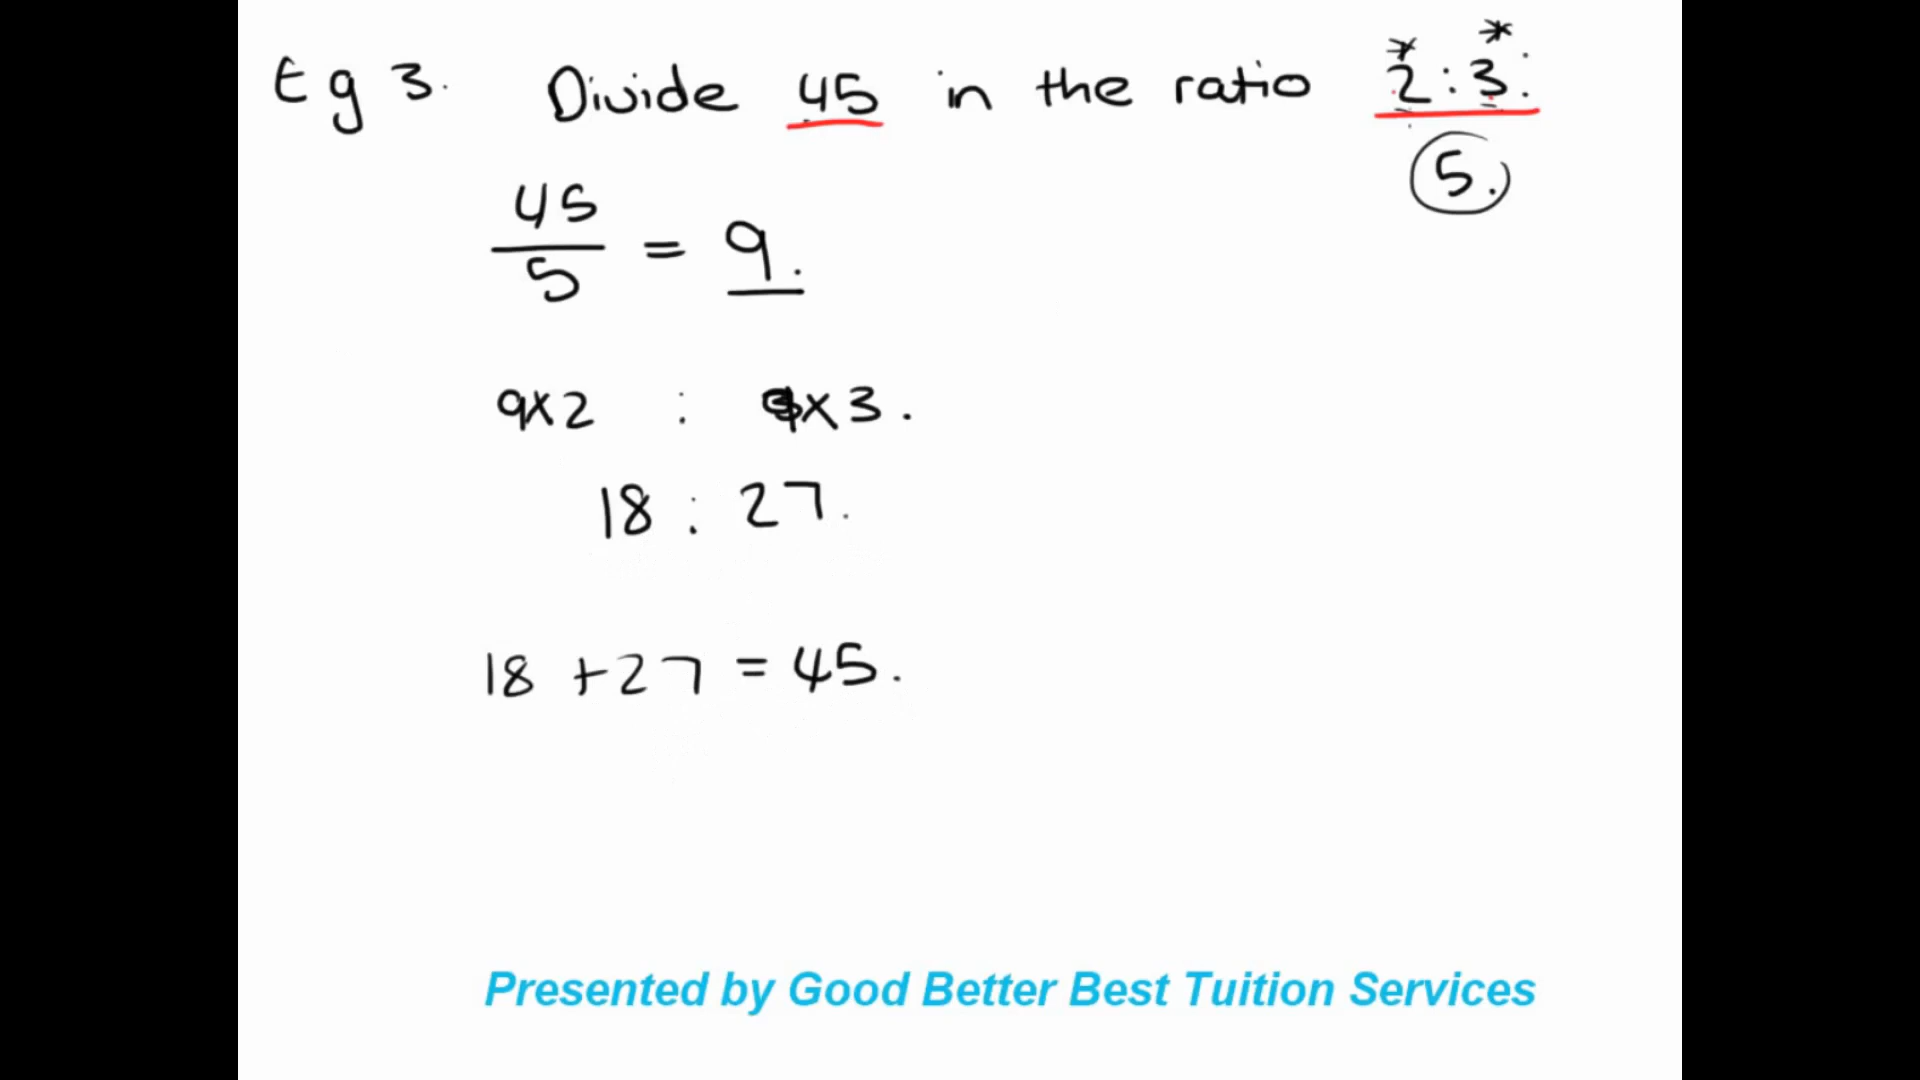 Eg 3. Divide 45 in the ratio 2:3.
5.
45
5 = 9.
9x2 : 9x3.
18 : 27.
18 +27 = 45.
Presented by Good Better Best Tuition Services